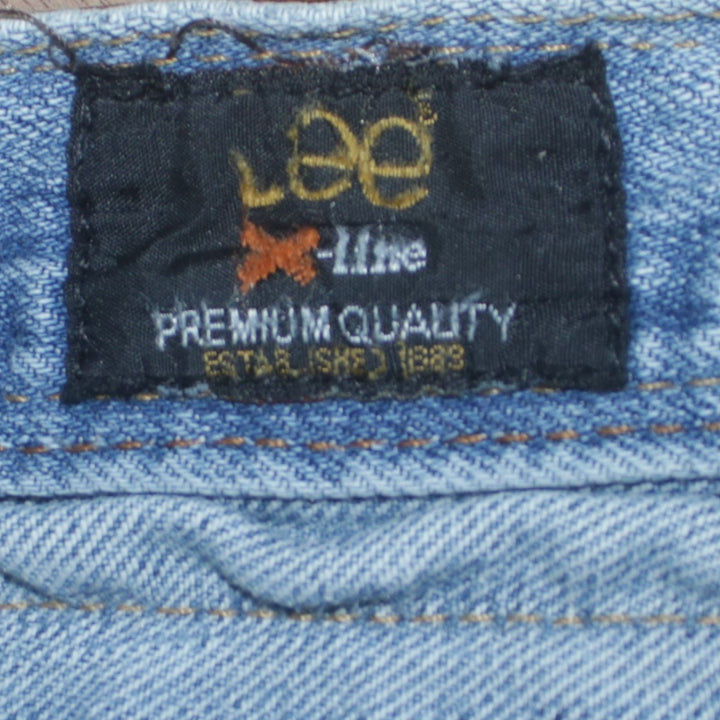 Lee®
X-line
PREMIUM QUALITY
ESTABLISHED 1889